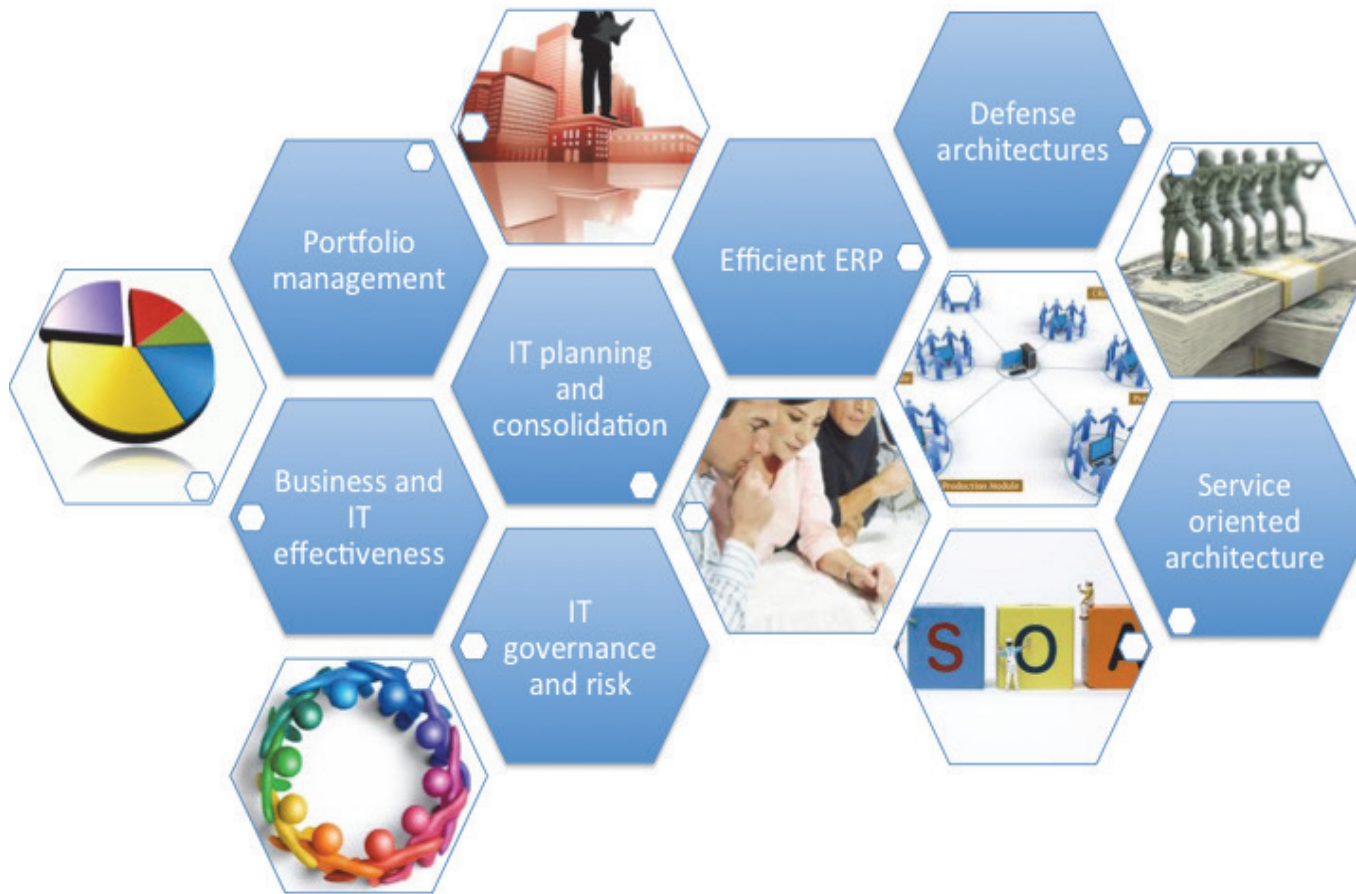 Defense
architectures
Portfolio
management
Efficient ERP
IT planning
and
consolidation
Business and
IT
effectiveness
Service
oriented
architecture
IT
governance
and risk
Production Module
S O A